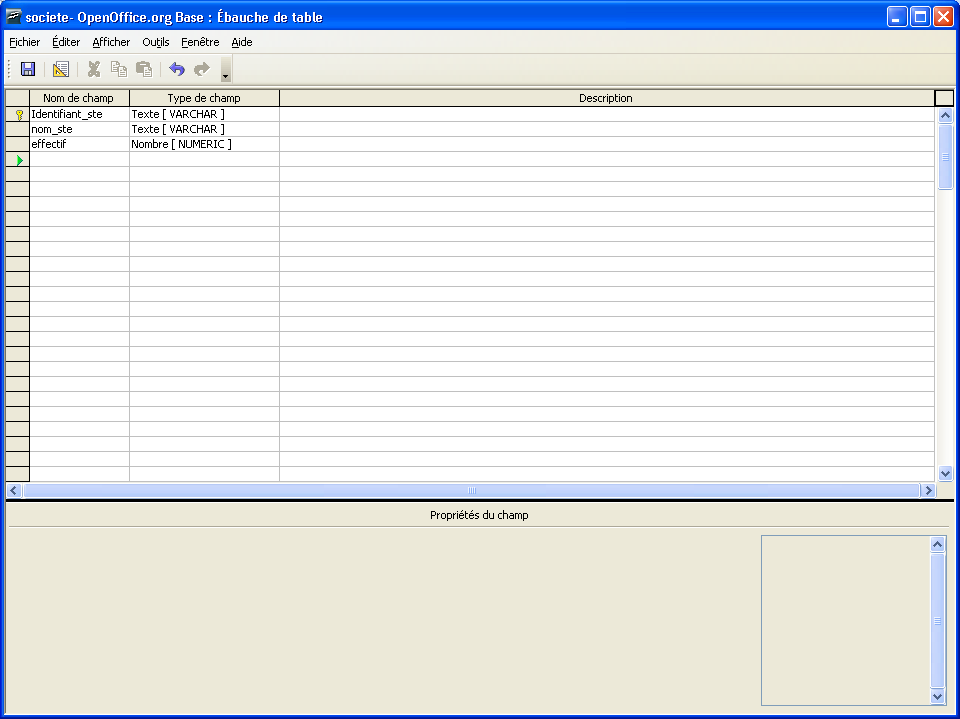 societe- OpenOffice.org Base : Ébauche de table
Fichier Éditer Afficher Outils Fenêtre Aide
Nom de champ Type de champ Description
Identifiant_ste Texte [ VARCHAR ]
nom_ste Texte [ VARCHAR ]
effectif Nombre [ NUMERIC ]
Propriétés du champ